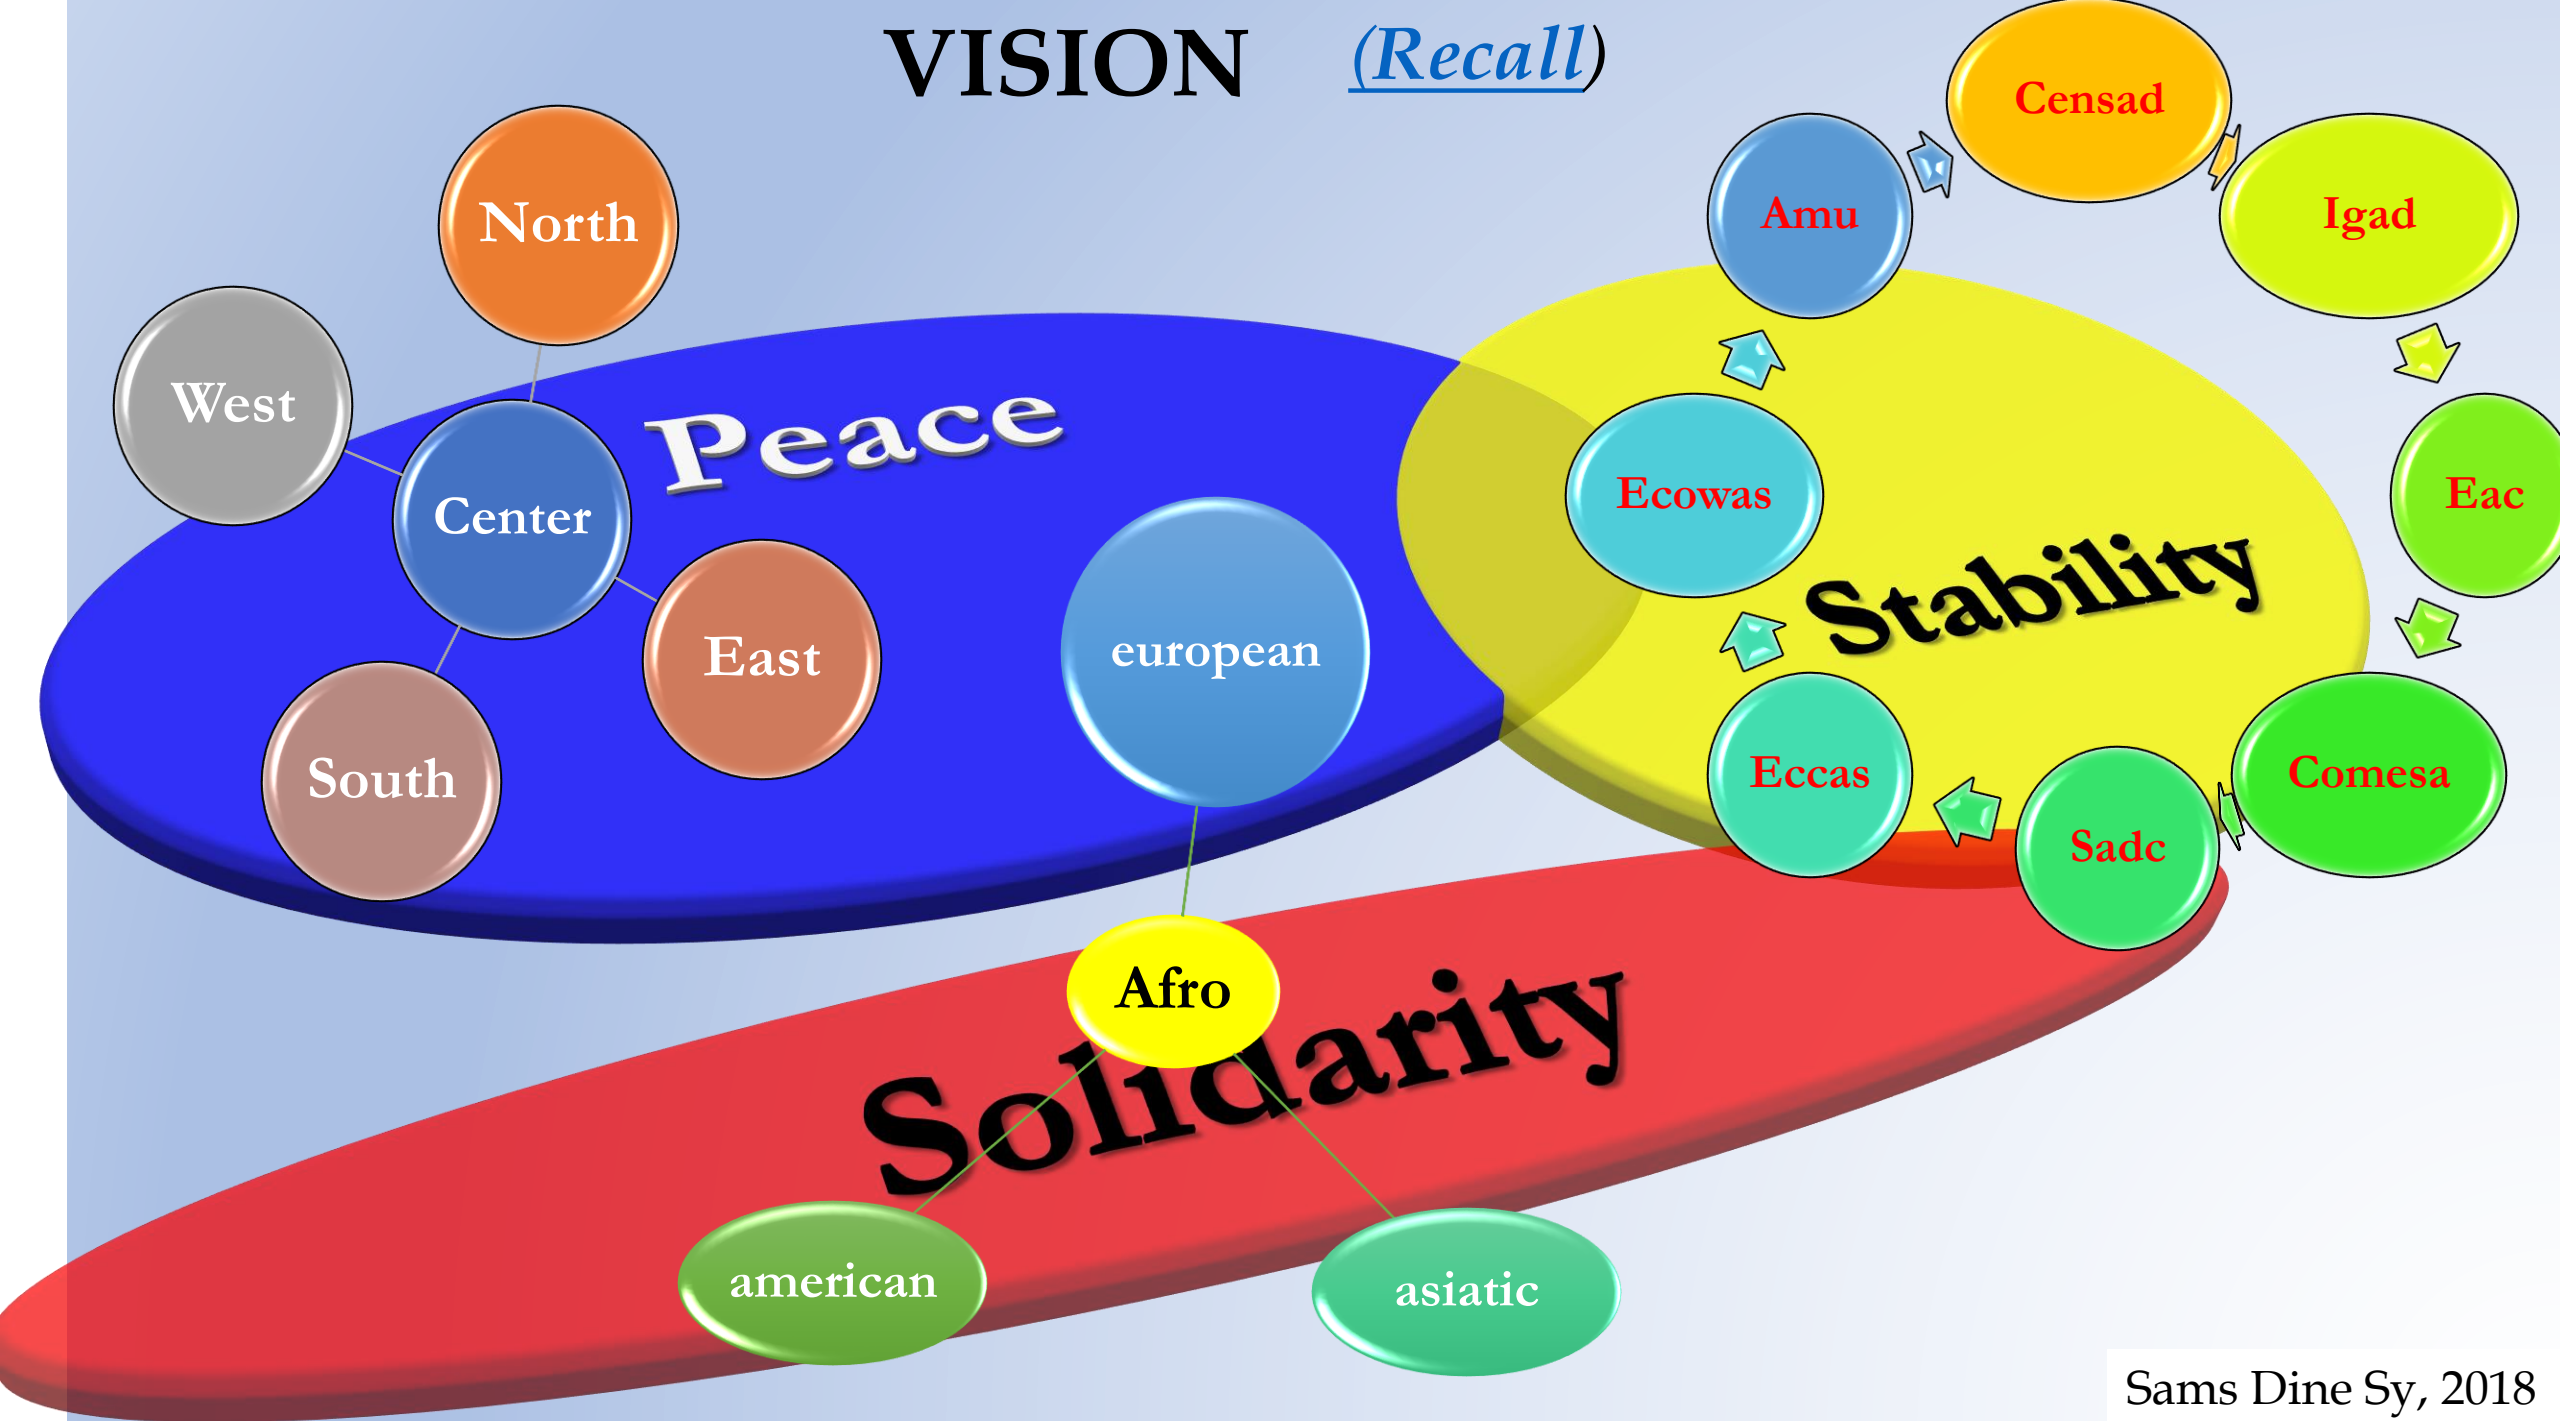 VISION (Recall)
North
West
Center
East
South
Peace
european
Censad
Amu
Igad
Ecowas
Eac
Stability
Eccas
Sadc
Comesa
Afro
Solidarity
american
asiatic
Sams Dine Sy, 2018